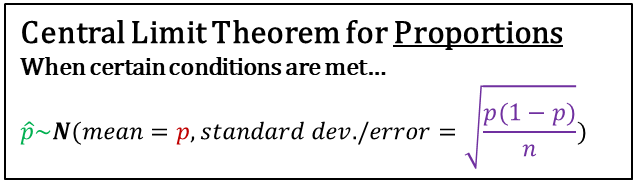 Central Limit Theorem for Proportions
When certain conditions are met…
p̂~N(mean = p, standard dev./error = √(p(1 − p)/n))